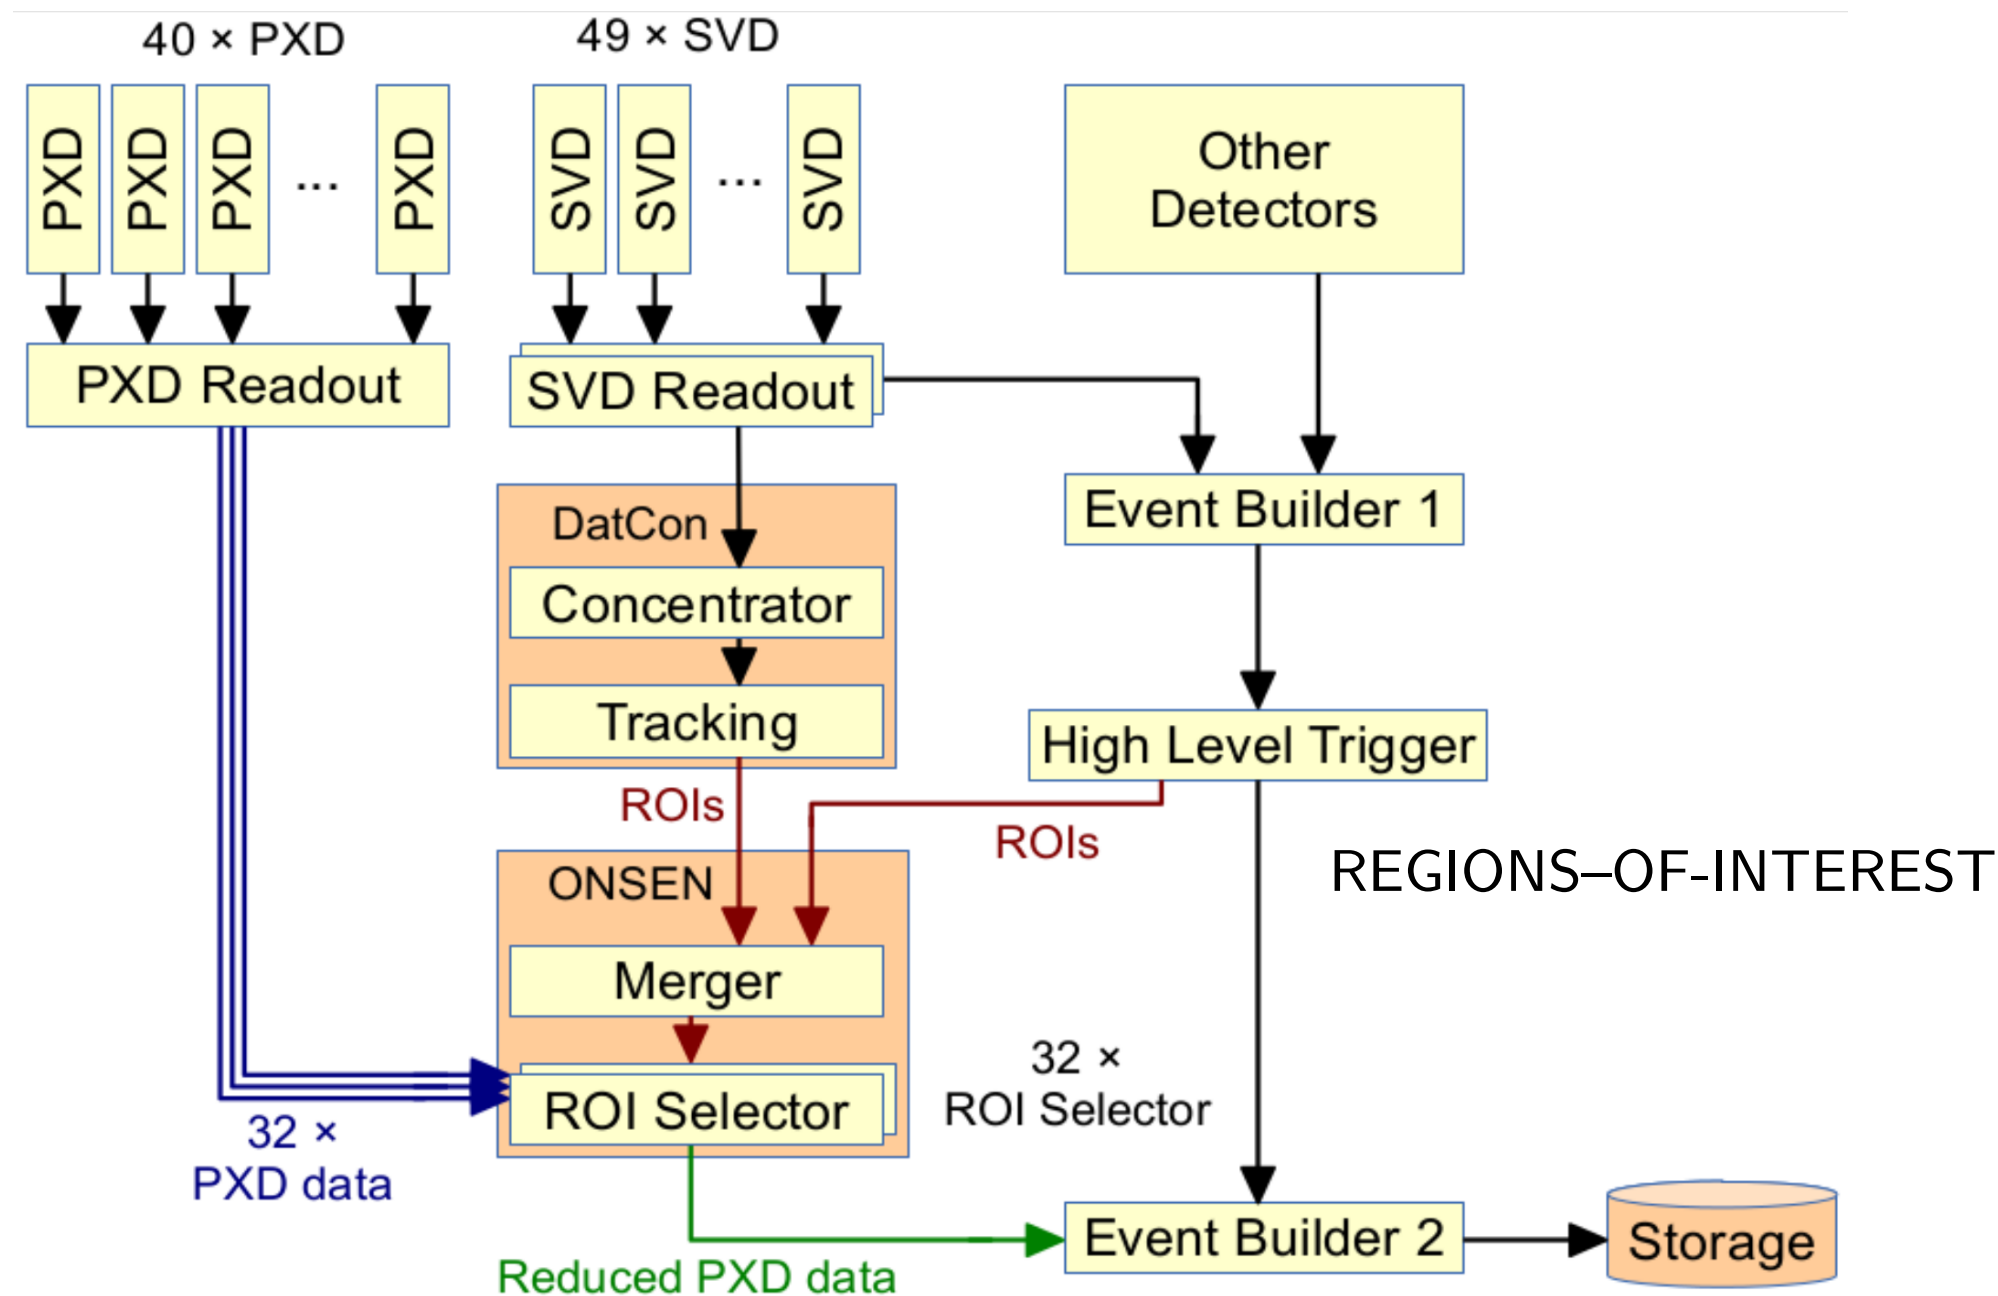 40 × PXD
49 × SVD
PXD
PXD
PXD
...
PXD
SVD
SVD
...
SVD
Other
Detectors
PXD Readout
SVD Readout
Event Builder 1
DatCon
Concentrator
Tracking
High Level Trigger
ROIs
ROIs
REGIONS–OF-INTEREST
ONSEN
Merger
ROI Selector
32 ×
ROI Selector
32 ×
PXD data
Reduced PXD data
Event Builder 2
Storage